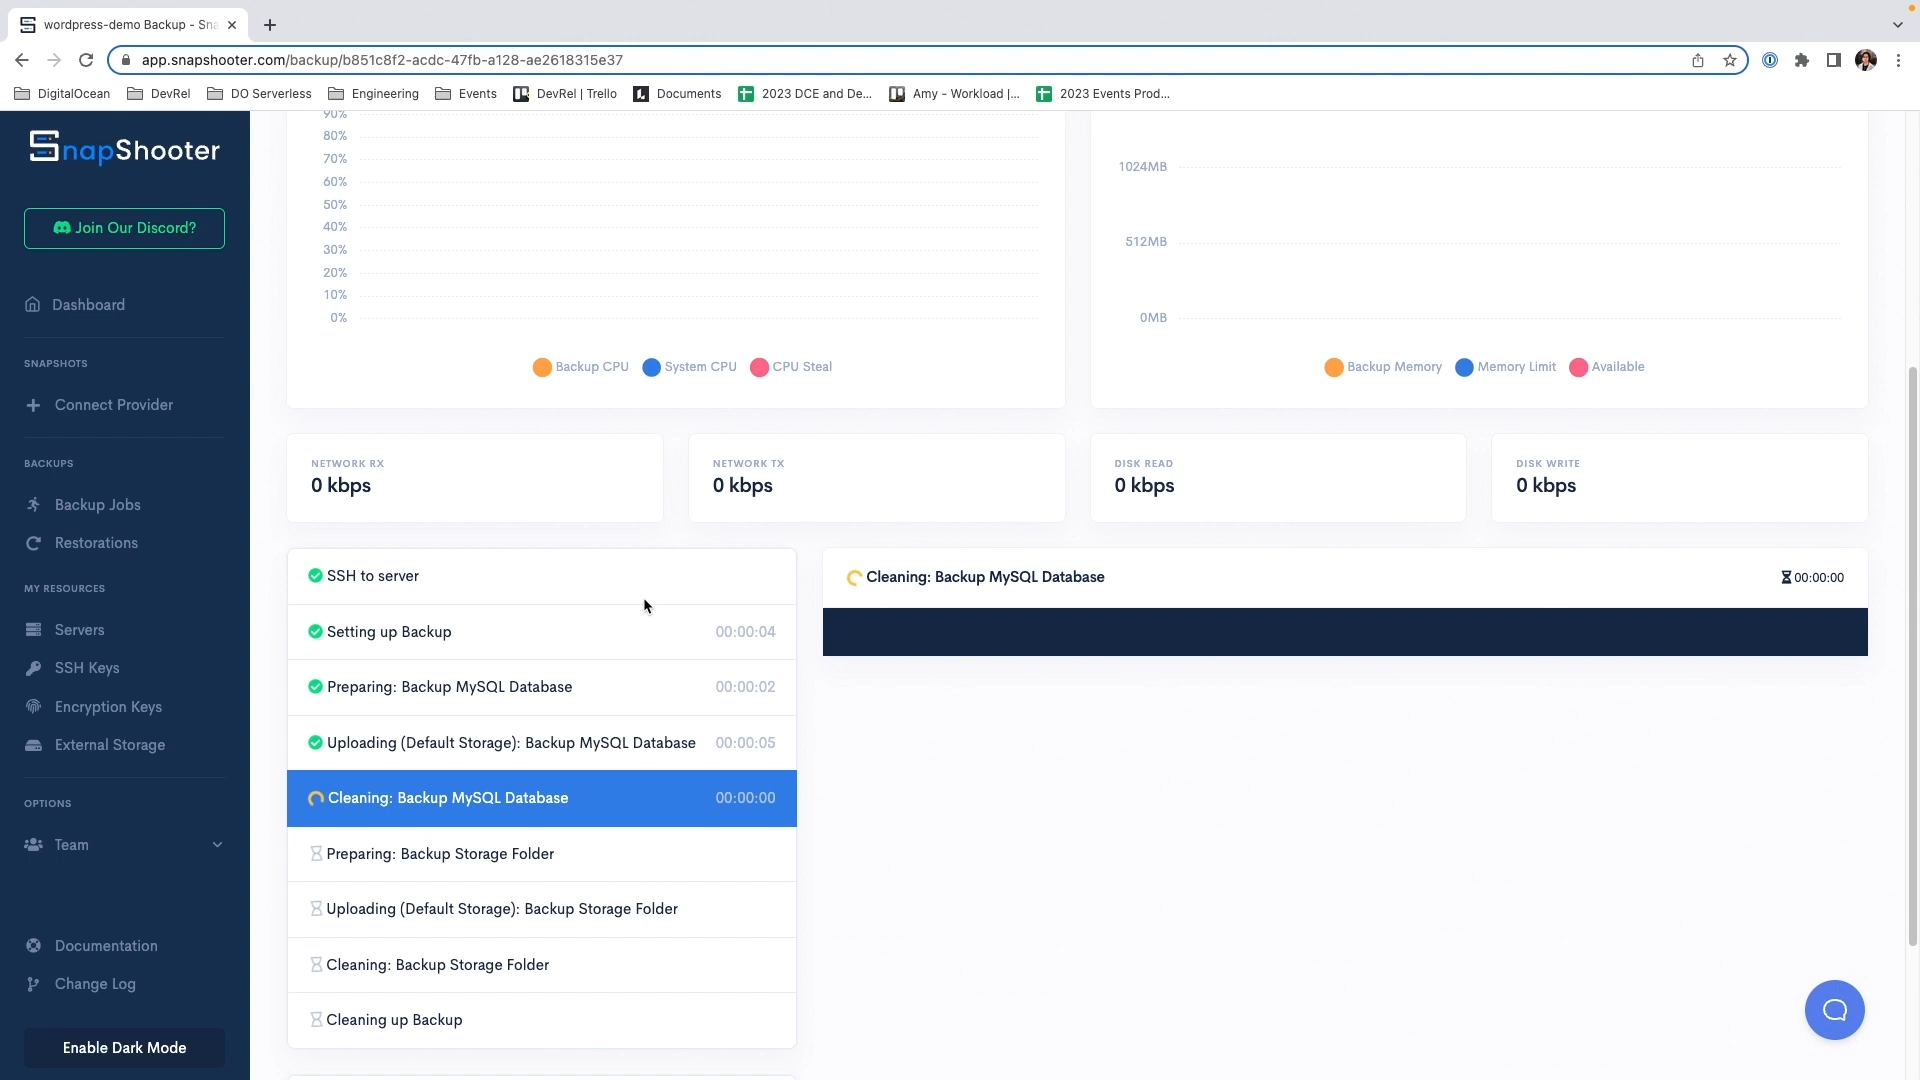 wordpress-demo Backup - Sna
app.snapshooter.com/backup/b851c8f2-acdc-47fb-a128-ae2618315e37
DigitalOcean
DevRel
DO Serverless
Engineering
Events
DevRel | Trello
Documents
2023 DCE and De...
Amy - Workload |...
2023 Events Prod...
SnapShooter
Join Our Discord?
Dashboard
SNAPSHOTS
Connect Provider
BACKUPS
Backup Jobs
Restorations
MY RESOURCES
Servers
SSH Keys
Encryption Keys
External Storage
OPTIONS
Team
Documentation
Change Log
Enable Dark Mode
90%
80%
70%
60%
50%
40%
30%
20%
10%
0%
Backup CPU
System CPU
CPU Steal
1024MB
512MB
0MB
Backup Memory
Memory Limit
Available
NETWORK RX
0 kbps
NETWORK TX
0 kbps
DISK READ
0 kbps
DISK WRITE
0 kbps
SSH to server
Setting up Backup 00:00:04
Preparing: Backup MySQL Database 00:00:02
Uploading (Default Storage): Backup MySQL Database 00:00:05
Cleaning: Backup MySQL Database 00:00:00
Preparing: Backup Storage Folder
Uploading (Default Storage): Backup Storage Folder
Cleaning: Backup Storage Folder
Cleaning up Backup
Cleaning: Backup MySQL Database 00:00:00